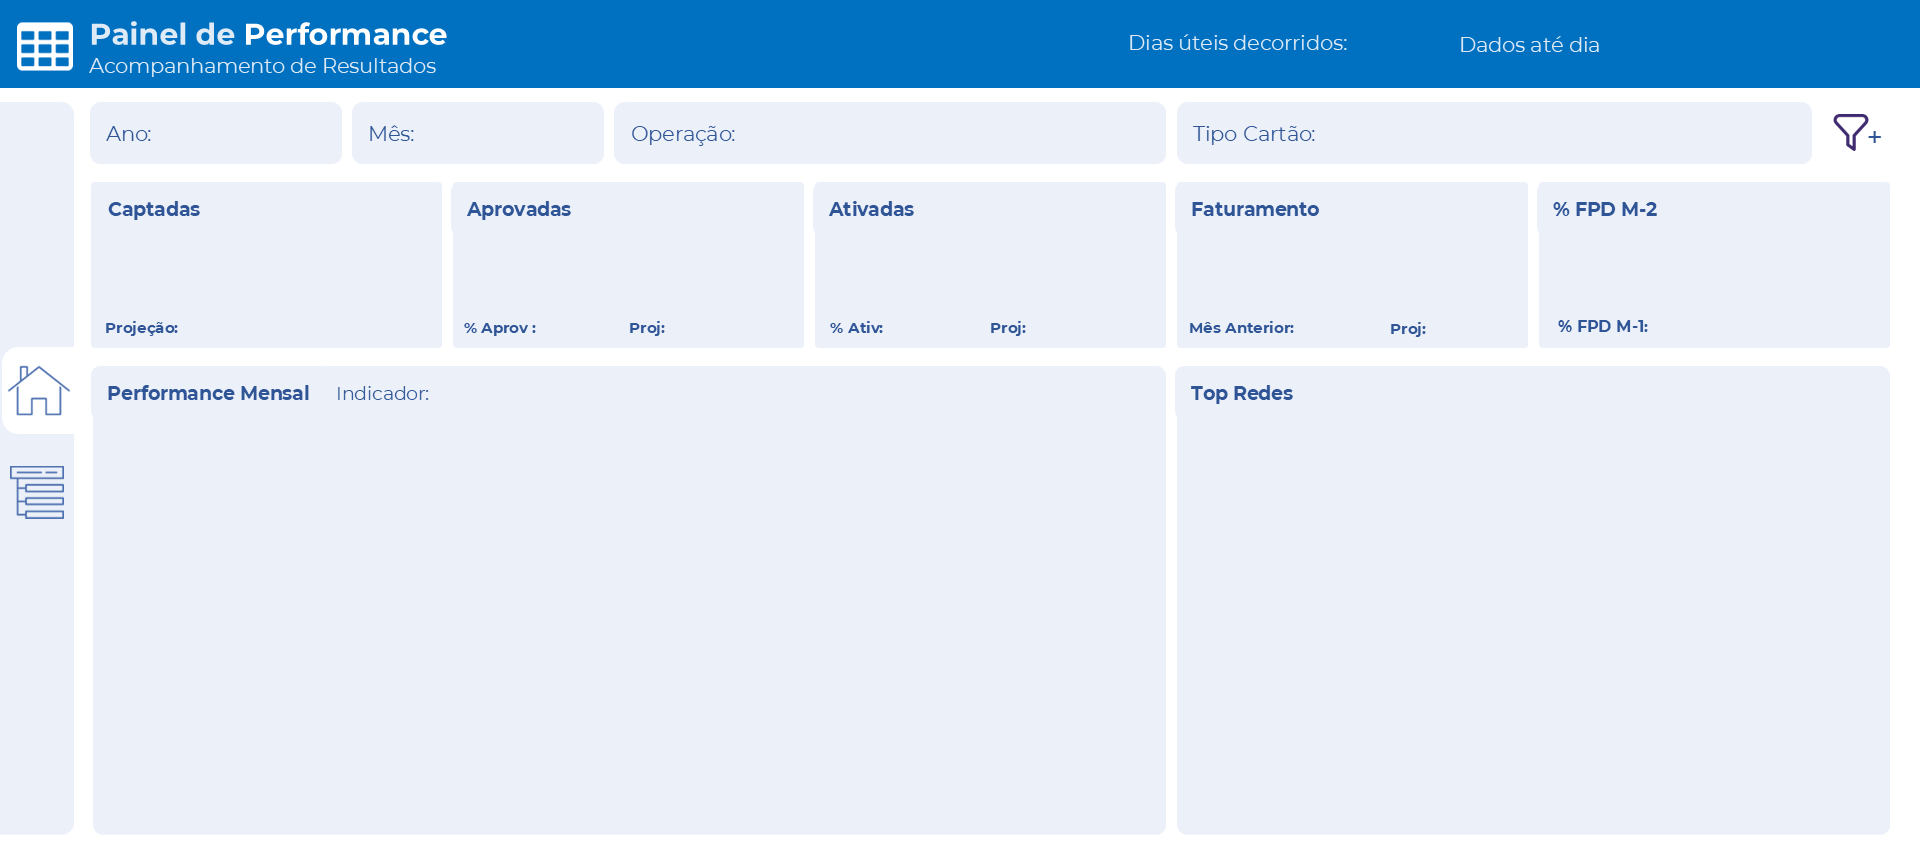 Painel de Performance
Acompanhamento de Resultados
Dias úteis decorridos:
Dados até dia
Ano:
Mês:
Operação:
Tipo Cartão:
+
Captadas
Projeção:
Aprovadas
% Aprov :
Proj:
Ativadas
% Ativ:
Proj:
Faturamento
Mês Anterior:
Proj:
% FPD M-2
% FPD M-1:
Performance Mensal
Indicador:
Top Redes